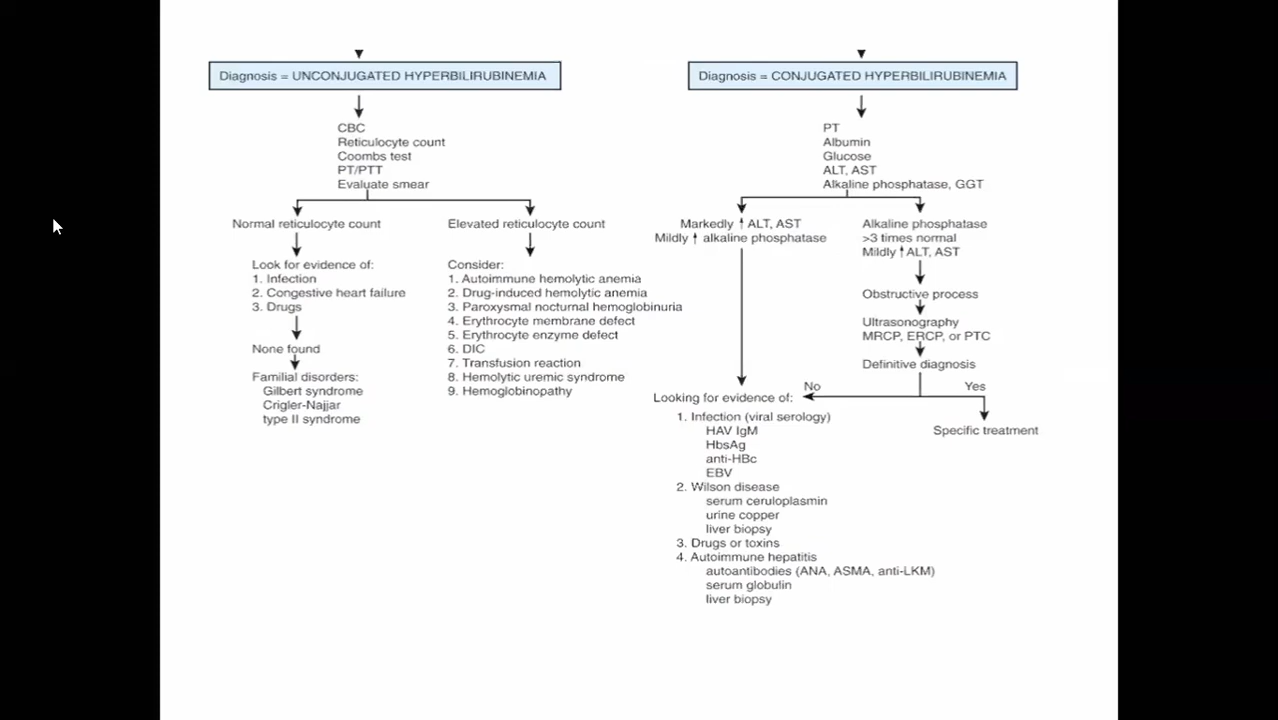 Diagnosis = UNCONJUGATED HYPERBILIRUBINEMIA
CBC
Reticulocyte count
Coombs test
PT/PTT
Evaluate smear
Normal reticulocyte count
Look for evidence of:
1. Infection
2. Congestive heart failure
3. Drugs
None found
Familial disorders:
Gilbert syndrome
Crigler-Najjar
type II syndrome
Elevated reticulocyte count
Consider:
1. Autoimmune hemolytic anemia
2. Drug-induced hemolytic anemia
3. Paroxysmal nocturnal hemoglobinuria
4. Erythrocyte membrane defect
5. Erythrocyte enzyme defect
6. DIC
7. Transfusion reaction
8. Hemolytic uremic syndrome
9. Hemoglobinopathy
Diagnosis = CONJUGATED HYPERBILIRUBINEMIA
PT
Albumin
Glucose
ALT, AST
Alkaline phosphatase, GGT
Markedly ↑ ALT, AST
Mildly ↑ alkaline phosphatase
Alkaline phosphatase
>3 times normal
Mildly ↑ ALT, AST
Obstructive process
Ultrasonography
MRCP, ERCP, or PTC
Definitive diagnosis
No
Yes
Specific treatment
Looking for evidence of:
1. Infection (viral serology)
HAV IgM
HbsAg
anti-HBc
EBV
2. Wilson disease
serum ceruloplasmin
urine copper
liver biopsy
3. Drugs or toxins
4. Autoimmune hepatitis
autoantibodies (ANA, ASMA, anti-LKM)
serum globulin
liver biopsy